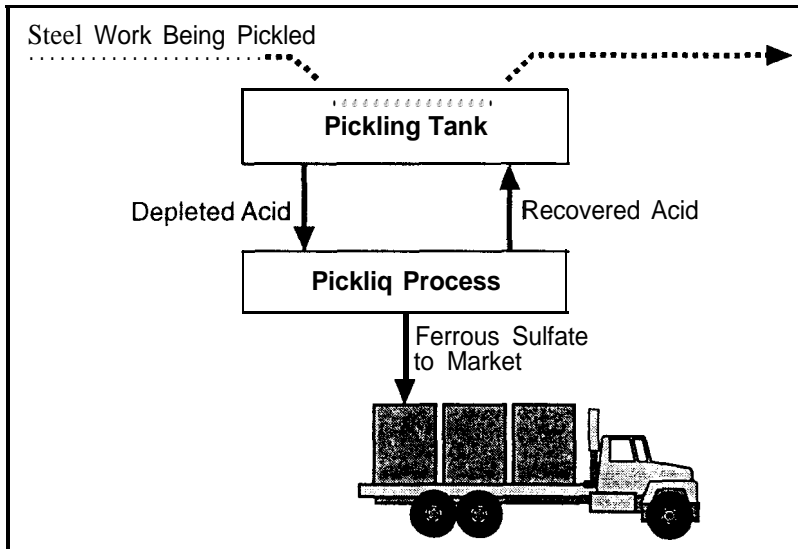 Steel Work Being Pickled
Pickling Tank
Depleted Acid
Recovered Acid
Pickliq Process
Ferrous Sulfate
to Market